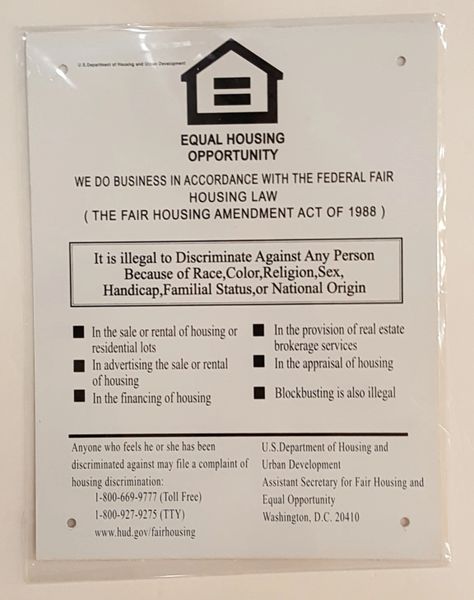 U.S.Department of Housing and Urban Development
EQUAL HOUSING
OPPORTUNITY
WE DO BUSINESS IN ACCORDANCE WITH THE FEDERAL FAIR
HOUSING LAW
( THE FAIR HOUSING AMENDMENT ACT OF 1988 )
It is illegal to Discriminate Against Any Person
Because of Race,Color,Religion,Sex,
Handicap,Familial Status,or National Origin
In the sale or rental of housing or
residential lots
In advertising the sale or rental
of housing
In the financing of housing
In the provision of real estate
brokerage services
In the appraisal of housing
Blockbusting is also illegal
Anyone who feels he or she has been
discriminated against may file a complaint of
housing discrimination:
1-800-669-9777 (Toll Free)
1-800-927-9275 (TTY)
www.hud.gov/fairhousing
U.S.Department of Housing and
Urban Development
Assistant Secretary for Fair Housing and
Equal Opportunity
Washington, D.C. 20410